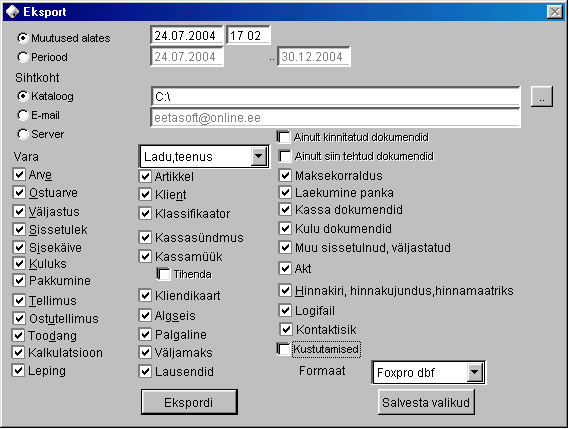 Eksport
Muutused alates 24.07.2004 17 02
Periood 24.07.2004 .. 30.12.2004
Sihtkoht
Kataloog C:\ ..
E-mail eetasoft@online.ee
Server
Ainult kinnitatud dokumendid
Vara Ladu,teenus Ainult siin tehtud dokumendid
Arve Artikkel Maksekorraldus
Ostuarve Klient Laekumine panka
Väljastus Klassifikaator Kassa dokumendid
Sissetulek Kulu dokumendid
Sisekäive Kassasündmus Muu sissetulnud, väljastatud
Kuluks Kassamüük Akt
Pakkumine Tihenda
Tellimus Kliendikaart Hinnakiri, hinnakujundus,hinnamaatriks
Ostutellimus Algseis Logifail
Toodang Palgaline Kontaktisik
Kalkulatsioon Väljamaks Kustutamised
Leping Lausendid Formaat Foxpro dbf
Ekspordi Salvesta valikud